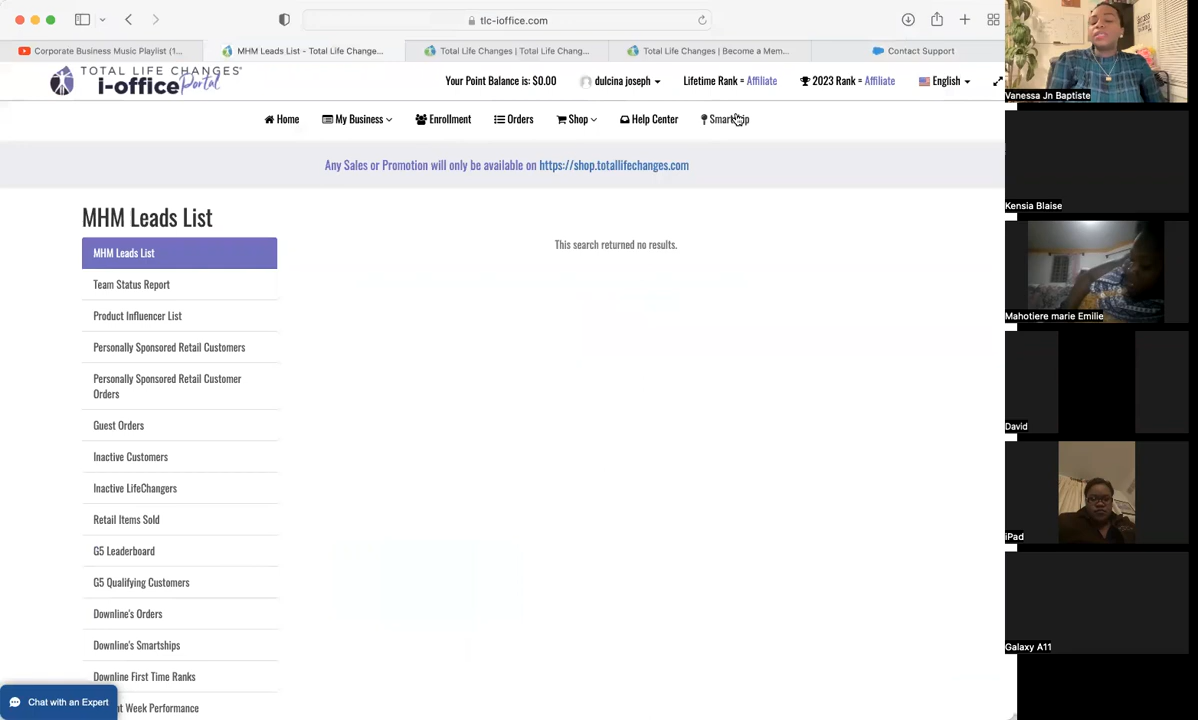 tlc-ioffice.com
Corporate Business Music Playlist (1...
MHM Leads List - Total Life Change...
Total Life Changes | Total Life Chang...
Total Life Changes | Become a Mem...
Contact Support
TOTAL LIFE CHANGES®
i-office Portal
Your Point Balance is: $0.00
dulcina joseph
Lifetime Rank = Affiliate
2023 Rank = Affiliate
English
Home
My Business
Enrollment
Orders
Shop
Help Center
Smartship
Any Sales or Promotion will only be available on https://shop.totallifechanges.com
MHM Leads List
This search returned no results.
MHM Leads List
Team Status Report
Product Influencer List
Personally Sponsored Retail Customers
Personally Sponsored Retail Customer
Orders
Guest Orders
Inactive Customers
Inactive LifeChangers
Retail Items Sold
G5 Leaderboard
G5 Qualifying Customers
Downline's Orders
Downline's Smartships
Downline First Time Ranks
nt Week Performance
Chat with an Expert
Vanessa Jn Baptiste
Kensia Blaise
Mahotiere marie Emilie
David
iPad
Galaxy A11